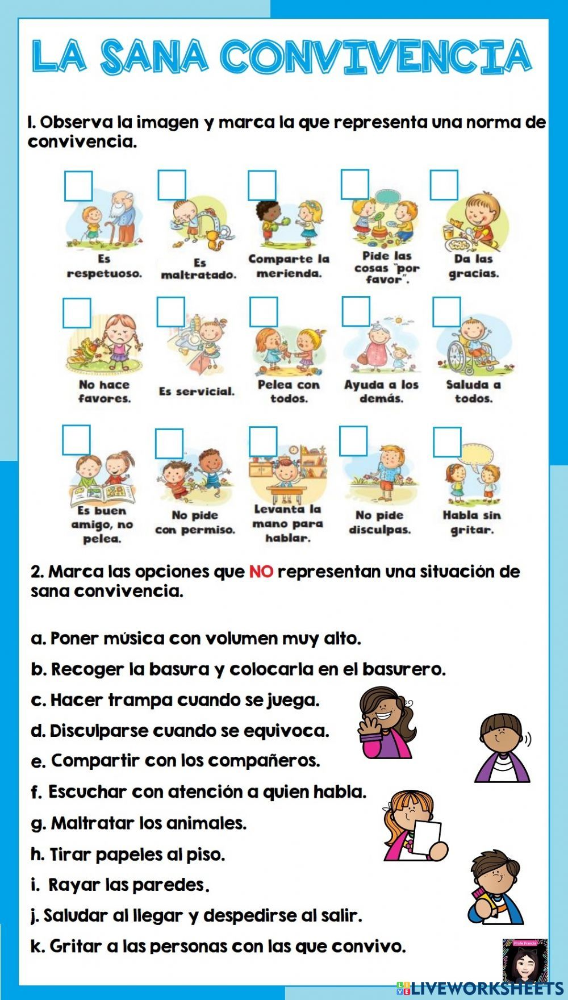 LA SANA CONVIVENCIA
1. Observa la imagen y marca la que representa una norma de
convivencia.
Es
respetuoso.
Es
maltratado.
Comparte la
merienda.
Pide las
cosas “por
favor”.
Da las
gracias.
No hace
favores.
Es servicial.
Pelea con
todos.
Ayuda a los
demás.
Saluda a
todos.
Es buen
amigo, no
pelea.
No pide
con permiso.
Levanta la
mano para
hablar.
No pide
disculpas.
Habla sin
gritar.
2. Marca las opciones que NO representan una situación de
sana convivencia.
a. Poner música con volumen muy alto.
b. Recoger la basura y colocarla en el basurero.
c. Hacer trampa cuando se juega.
d. Disculparse cuando se equivoca.
e. Compartir con los compañeros.
f. Escuchar con atención a quien habla.
g. Maltratar los animales.
h. Tirar papeles al piso.
i. Rayar las paredes.
j. Saludar al llegar y despedirse al salir.
k. Gritar a las personas con las que convivo.
Profe Francia
LIVE LIVEWORKSHEETS